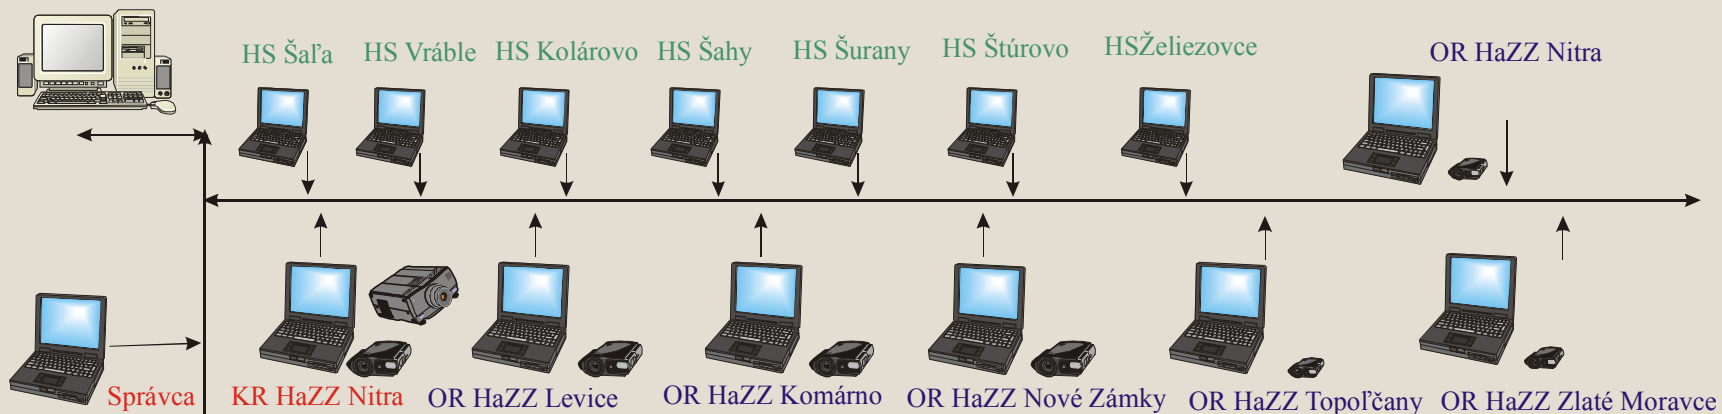 HS Šaľa
HS Vráble
HS Kolárovo
HS Šahy
HS Šurany
HS Štúrovo
HSŽeliezovce
OR HaZZ Nitra
Správca
KR HaZZ Nitra
OR HaZZ Levice
OR HaZZ Komárno
OR HaZZ Nové Zámky
OR HaZZ Topoľčany
OR HaZZ Zlaté Moravce